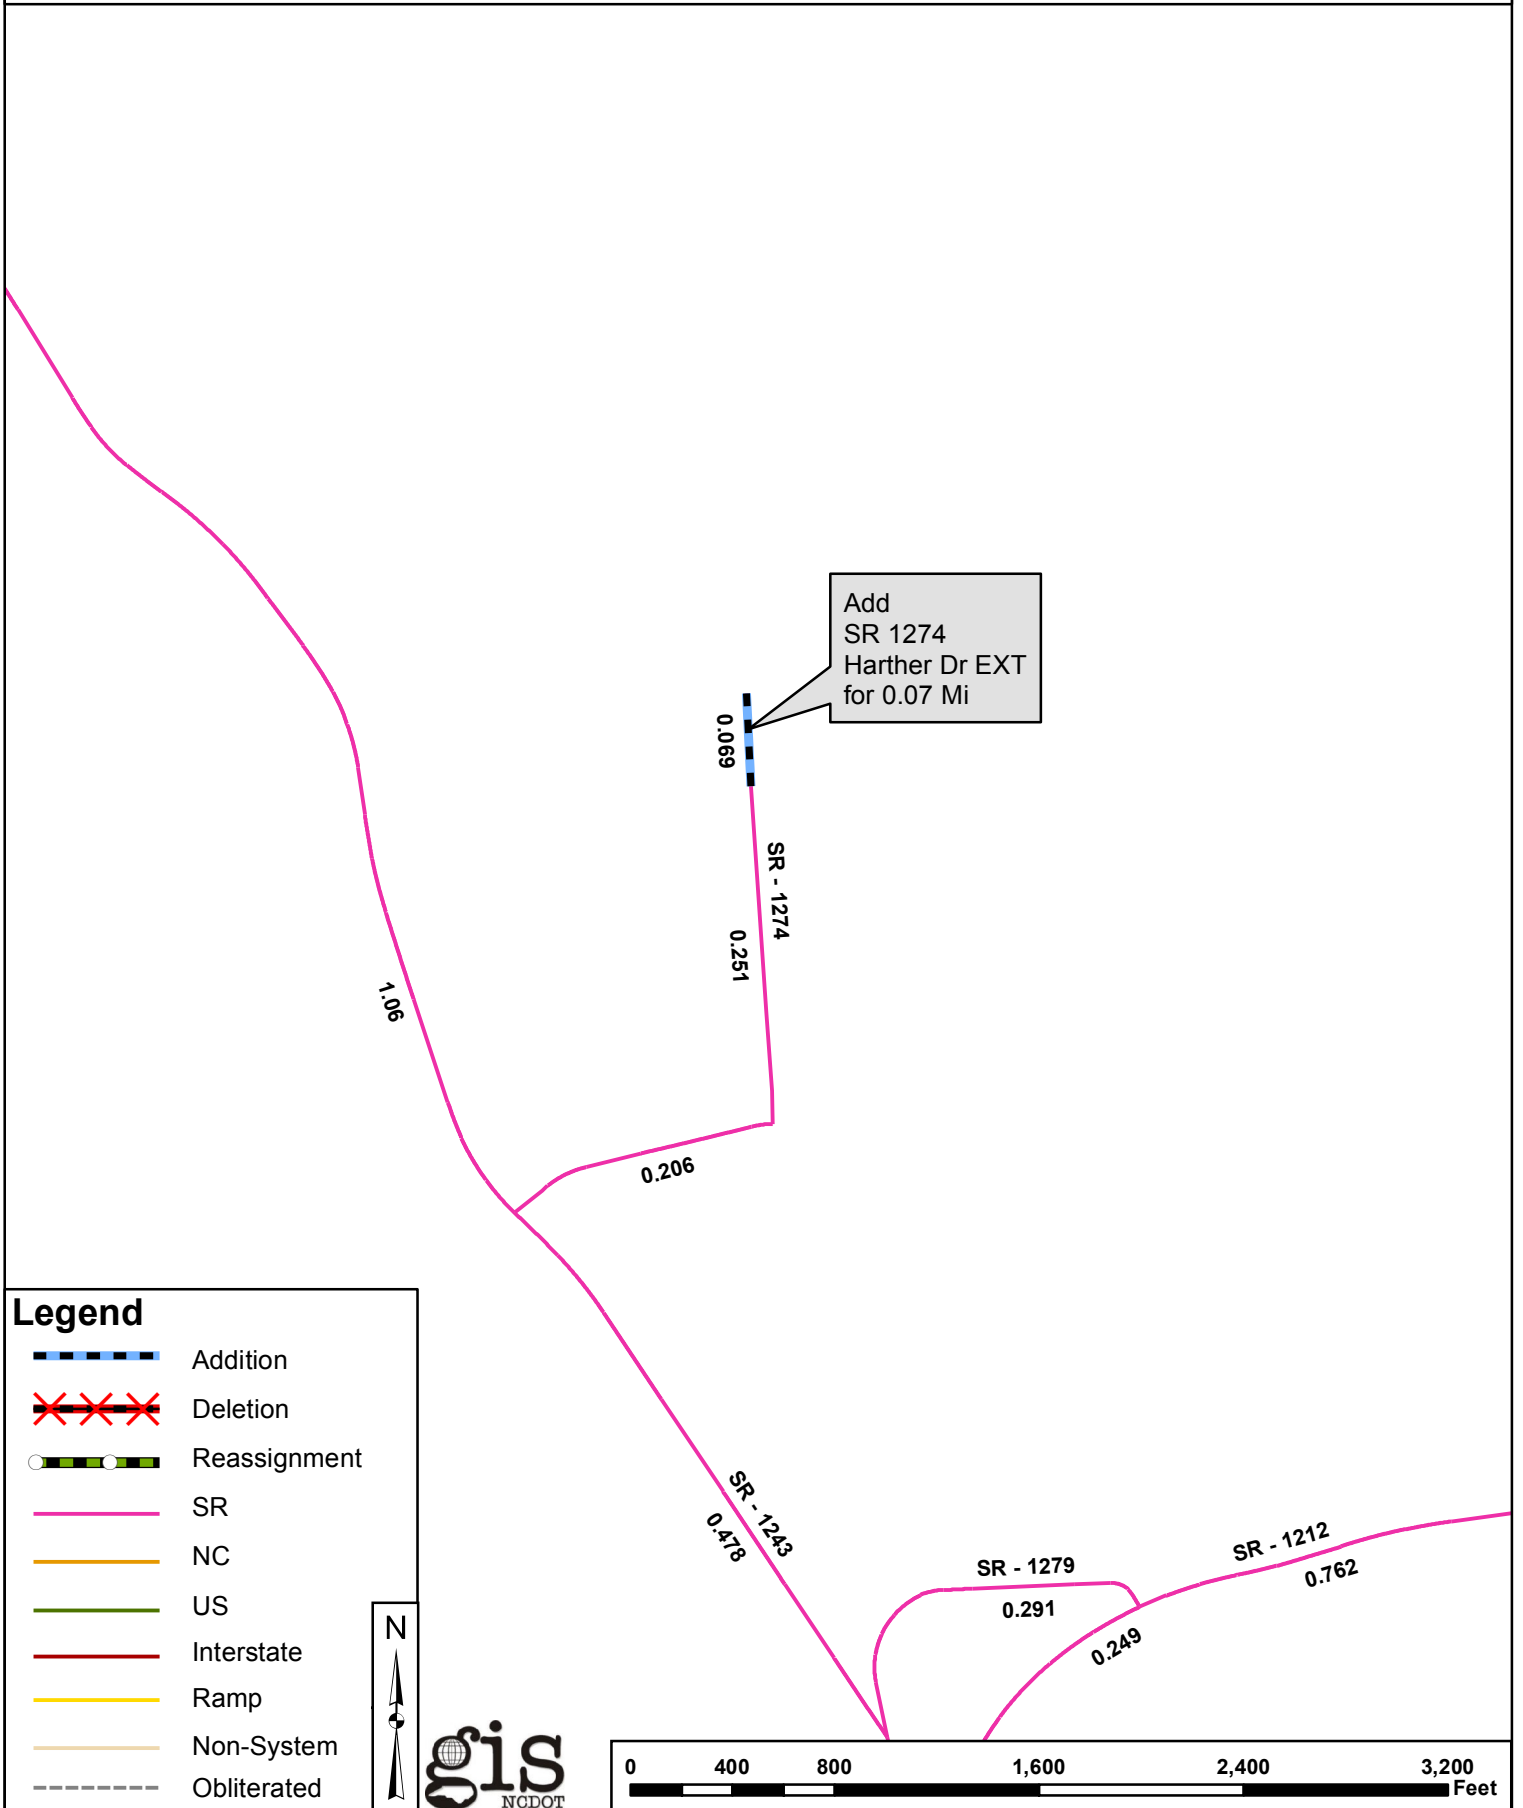 Add
SR 1274
Harther Dr EXT
for 0.07 Mi
0.069
SR - 1274
0.251
1.06
0.206
SR - 1243
0.478
SR - 1279
0.291
SR - 1212
0.762
0.249
Legend
Addition
Deletion
Reassignment
SR
NC
US
Interstate
Ramp
Non-System
Obliterated
N
gis
NCDOT
0 400 800 1,600 2,400 3,200
Feet